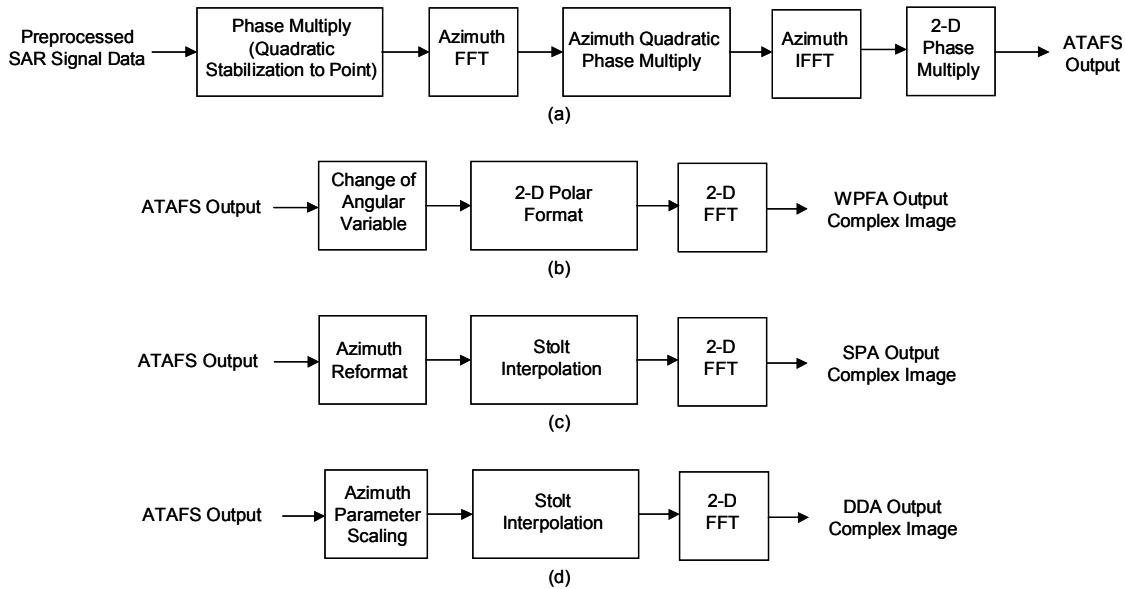 Preprocessed
SAR Signal Data
Phase Multiply
(Quadratic
Stabilization to Point)
Azimuth
FFT
Azimuth Quadratic
Phase Multiply
Azimuth
IFFT
2-D
Phase
Multiply
ATAFS
Output
(a)
ATAFS Output
Change of
Angular
Variable
2-D Polar
Format
2-D
FFT
WPFA Output
Complex Image
(b)
ATAFS Output
Azimuth
Reformat
Stolt
Interpolation
2-D
FFT
SPA Output
Complex Image
(c)
ATAFS Output
Azimuth
Parameter
Scaling
Stolt
Interpolation
2-D
FFT
DDA Output
Complex Image
(d)